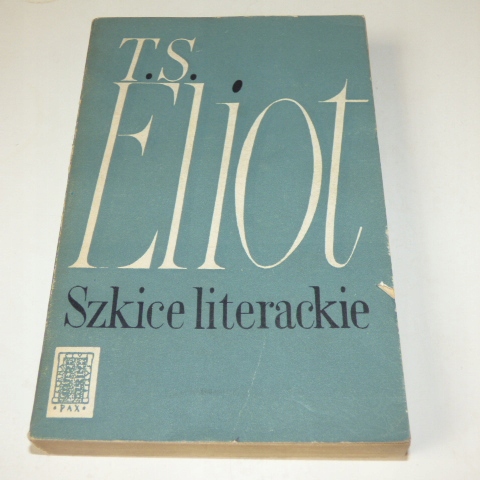 T.S.
Eliot
Szkice literackie
PAX